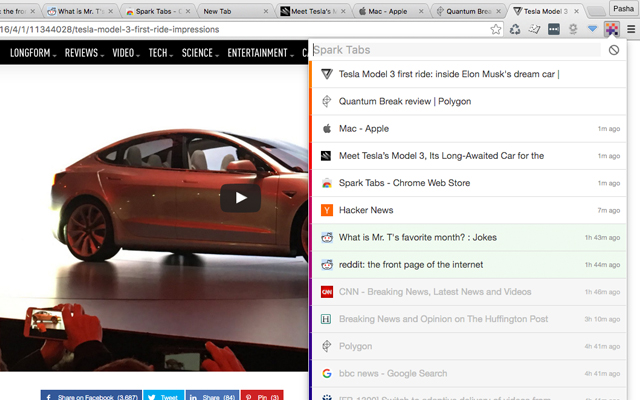 t the fron
What is Mr. T's
Spark Tabs - C
New Tab
Meet Tesla's M
Mac - Apple
Quantum Break
Tesla Model 3
Pasha
16/4/1/11344028/tesla-model-3-first-ride-impressions
LONGFORM
REVIEWS
VIDEO
TECH
SCIENCE
ENTERTAINMENT
CA
Spark Tabs
Tesla Model 3 first ride: inside Elon Musk's dream car |
Quantum Break review | Polygon
Mac - Apple 1m ago
Meet Tesla's Model 3, Its Long-Awaited Car for the 1m ago
Spark Tabs - Chrome Web Store 1m ago
Hacker News 7m ago
What is Mr. T's favorite month? : Jokes 1h 43m ago
reddit: the front page of the internet 1h 44m ago
CNN - Breaking News, Latest News and Videos 1h 46m ago
Breaking News and Opinion on The Huffington Post 3h 10m ago
Polygon 4h 41m ago
bbc news - Google Search 4h 41m ago
Share on Facebook (3,687)
Tweet
Share (84)
Pin (3)